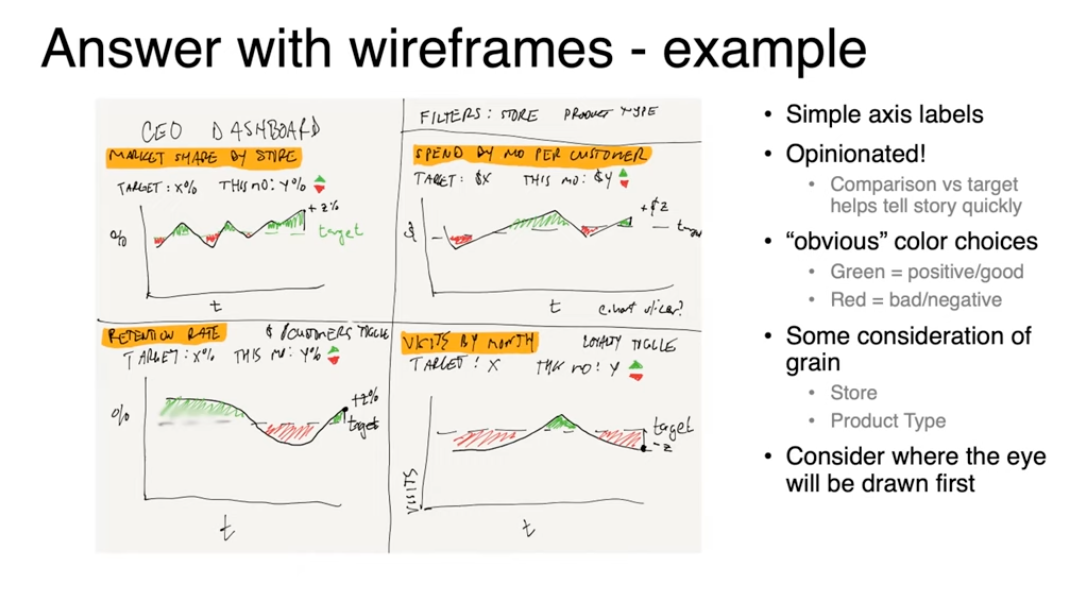 Answer with wireframes - example
CEO DASHBOARD
FILTERS: STORE PRODUCT TYPE
MARKET SHARE BY STORE
TARGET: X% THIS MO: Y%
+ Z%
target
%
t
SPEND BY MO PER CUSTOMER
TARGET: $X THIS MO: $Y
+$Z
$
t
RETENTION RATE
$ / CUSTOMERS TOGGLE
TARGET: X% THIS MO: Y%
+Z%
target
%
t
VISITS BY MONTH
LOYALTY TOGGLE
TARGET: X THIS MO: Y
target
-Z
VISITS
t
• Simple axis labels
• Opinionated!
• Comparison vs target
helps tell story quickly
• “obvious” color choices
• Green = positive/good
• Red = bad/negative
• Some consideration of
grain
• Store
• Product Type
• Consider where the eye
will be drawn first